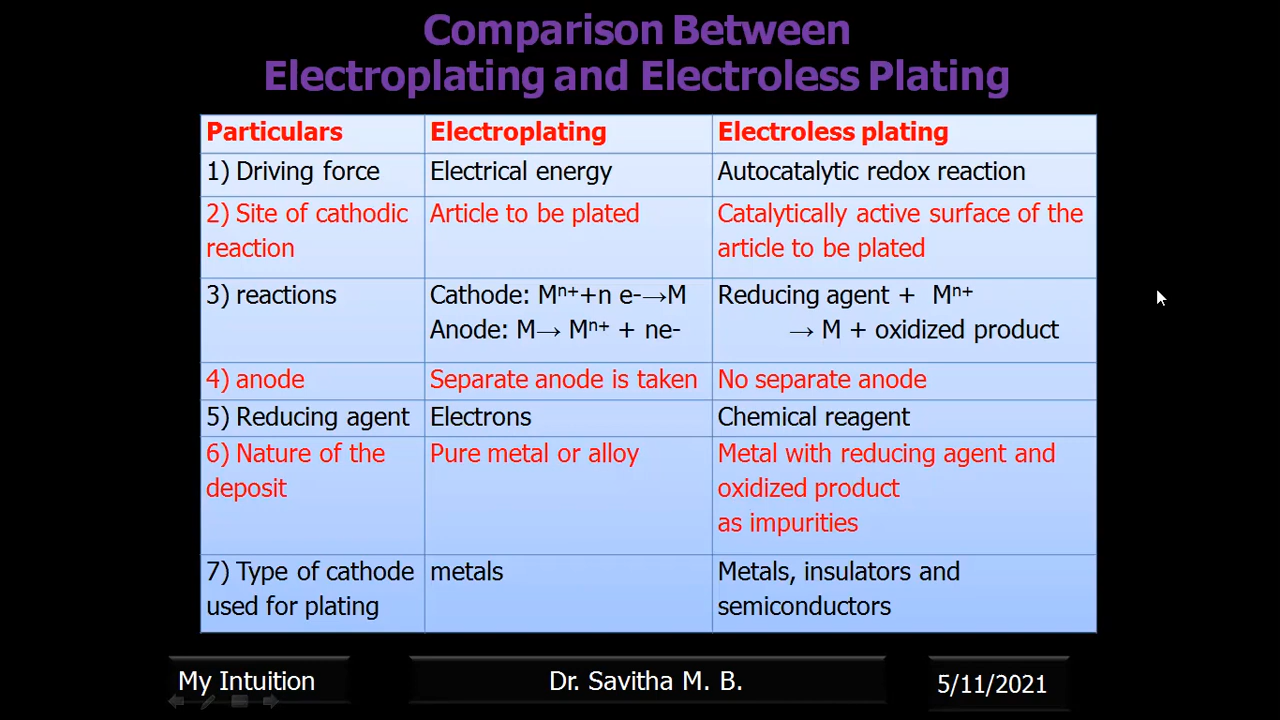 Comparison Between
Electroplating and Electroless Plating
Particulars Electroplating Electroless plating
1) Driving force Electrical energy Autocatalytic redox reaction
2) Site of cathodic Article to be plated Catalytically active surface of the
reaction article to be plated
3) reactions Cathode: Mⁿ⁺+n e-→M Reducing agent + Mⁿ⁺
Anode: M→ Mⁿ⁺ + ne- → M + oxidized product
4) anode Separate anode is taken No separate anode
5) Reducing agent Electrons Chemical reagent
6) Nature of the Pure metal or alloy Metal with reducing agent and
deposit oxidized product
as impurities
7) Type of cathode metals Metals, insulators and
used for plating semiconductors
My Intuition Dr. Savitha M. B. 5/11/2021